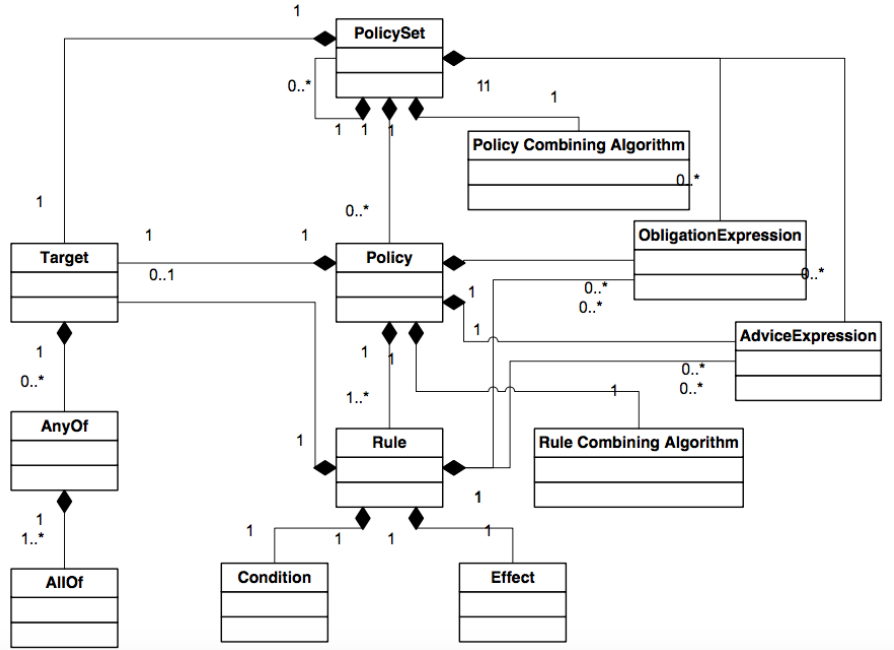 1
PolicySet
0..*
11
1
1
1
1
Policy Combining Algorithm
0..*
1
0..*
1
1
ObligationExpression
Target
Policy
0..1
0..*
0..*
1
0..*
1
AdviceExpression
1
1
1
0..*
0..*
0..*
1..*
1
AnyOf
1
Rule
Rule Combining Algorithm
1
1
1..*
1
1
1
1
AllOf
Condition
Effect